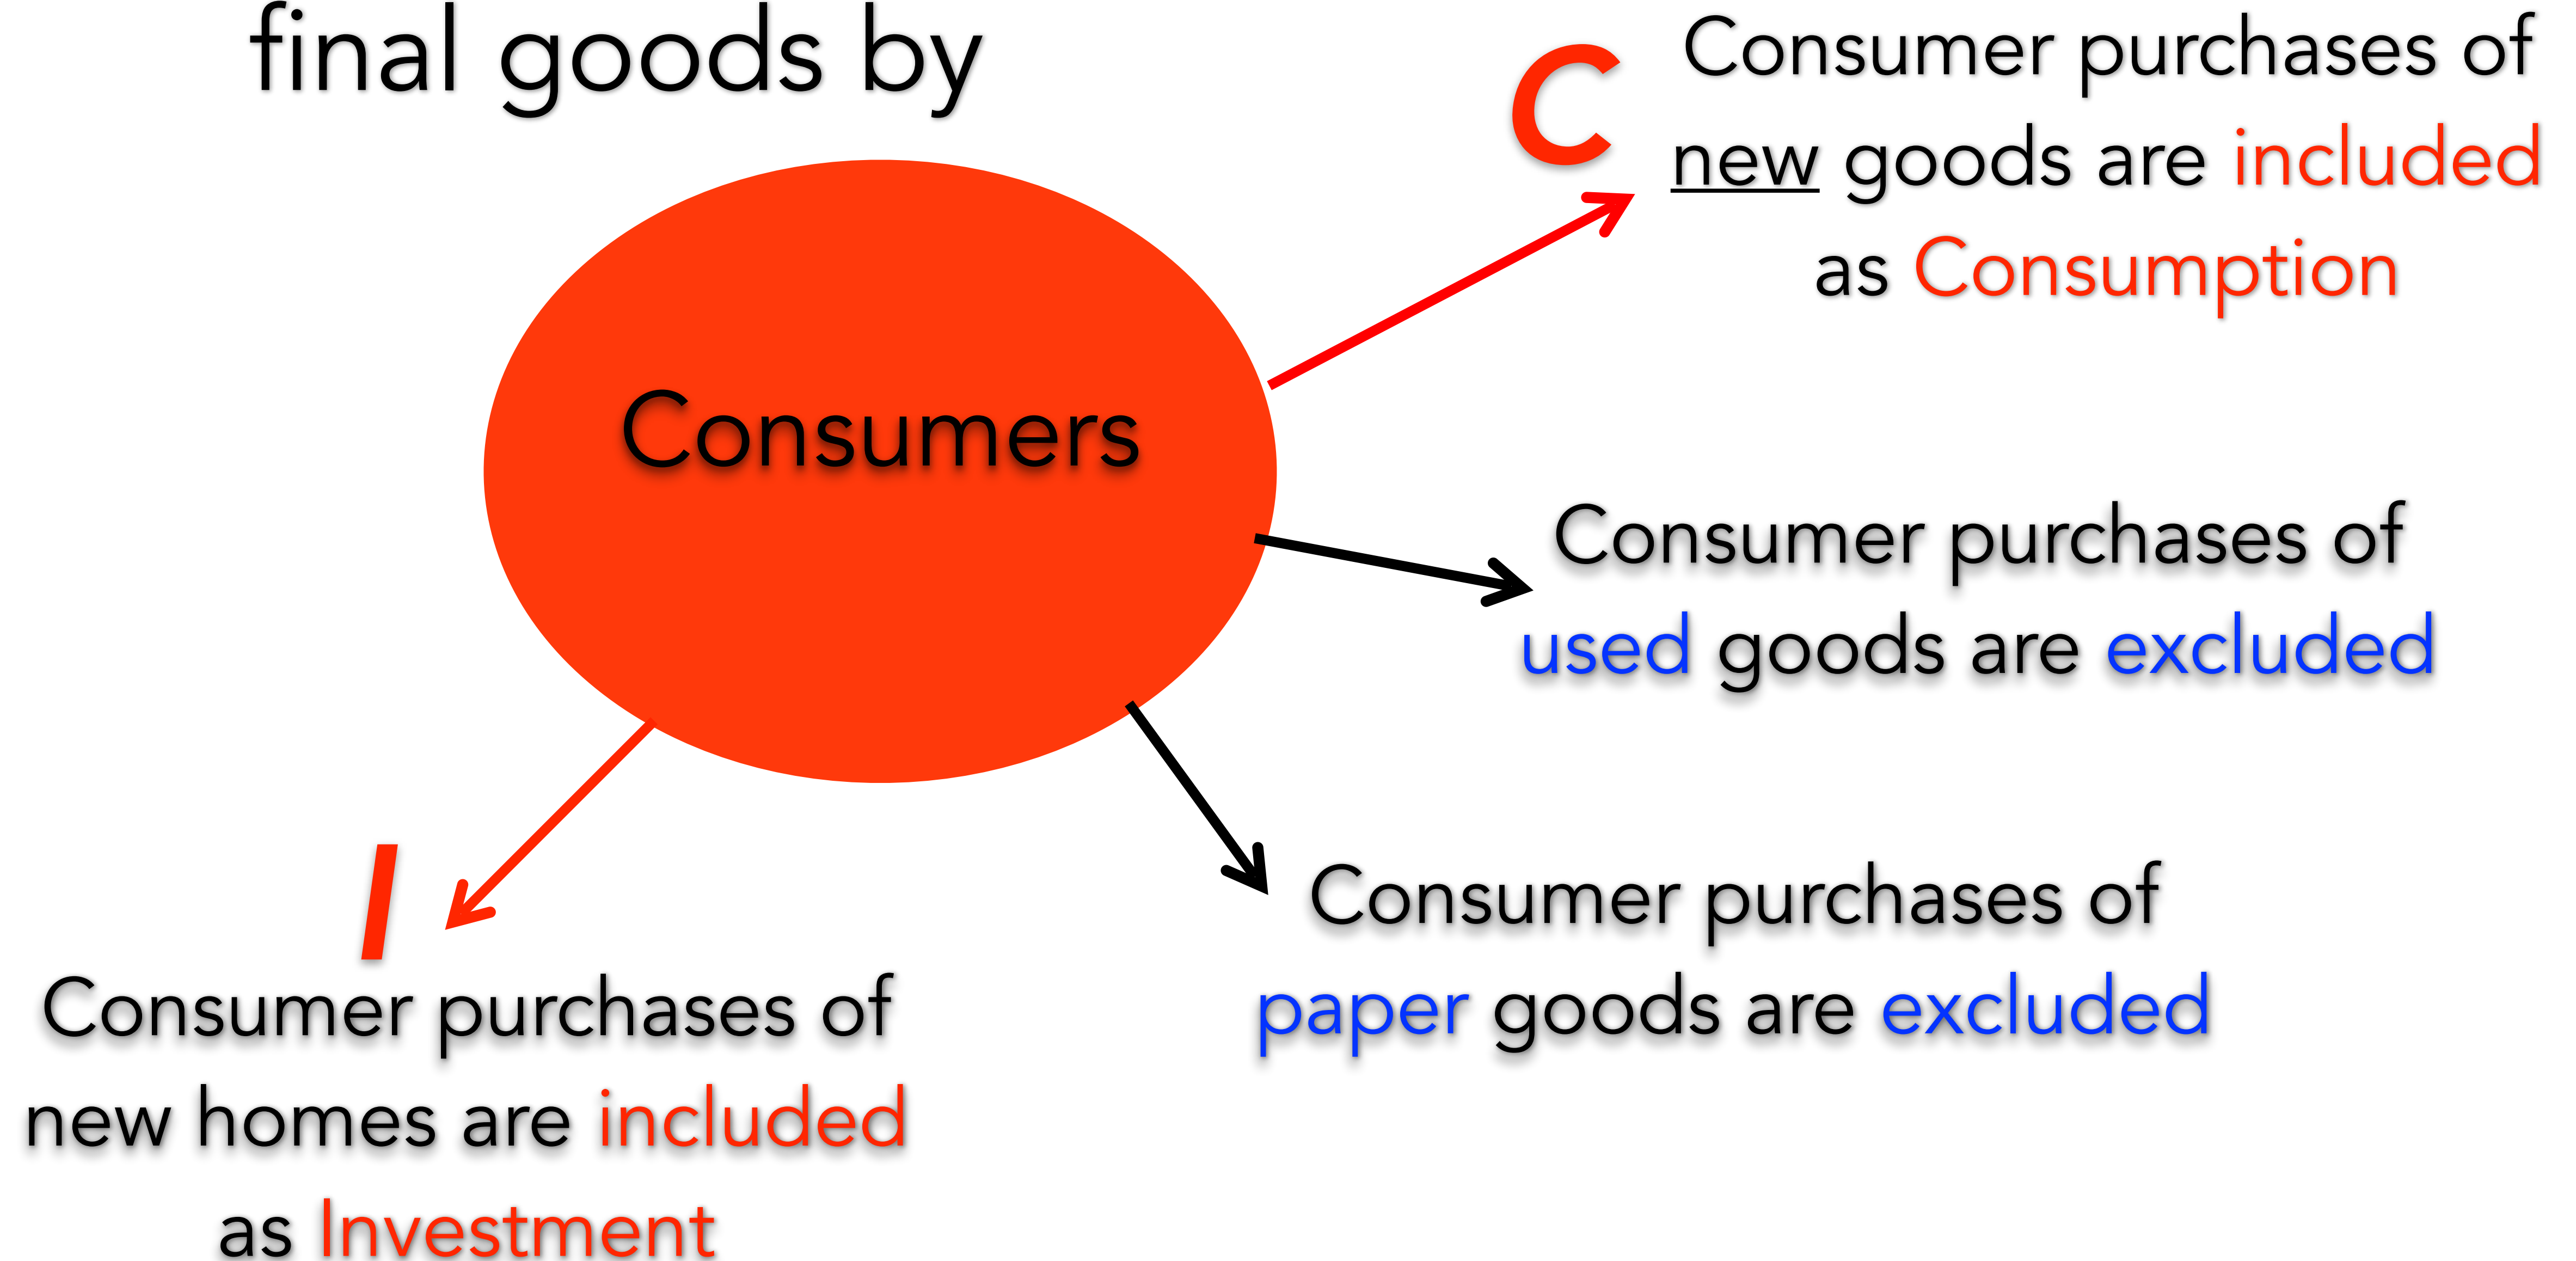 final goods by
C
Consumer purchases of
new goods are included
as Consumption
Consumers
Consumer purchases of
used goods are excluded
Consumer purchases of
paper goods are excluded
I
Consumer purchases of
new homes are included
as Investment